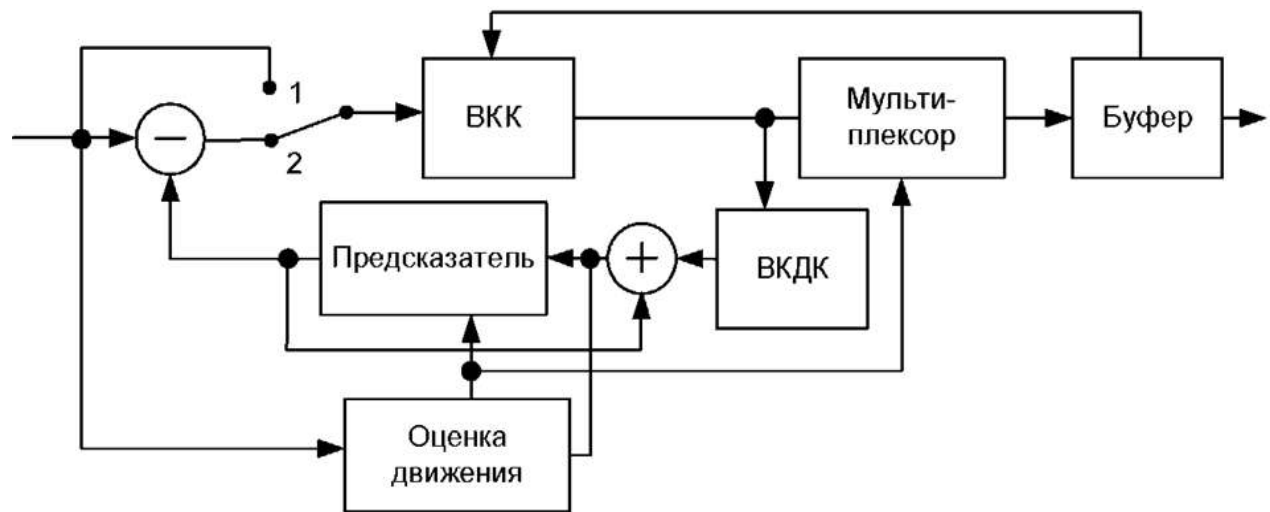 1
2
ВКК
Мульти-
плексор
Буфер
Предсказатель
ВКДК
Оценка
движения